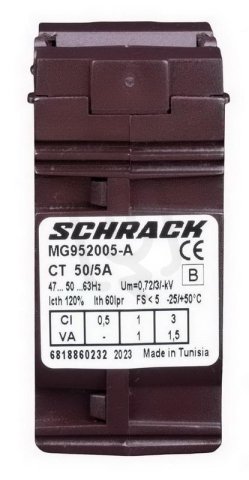 SCHRACK
MG952005-A
CE
CT 50/5A
B
47... 50 ...63Hz Um=0,72/3/-kV
Icth 120% Ith 60Ipr FS < 5 -25/+50°C
Cl 0,5 1 3
VA - 1 1,5
6818860232 2023 Made in Tunisia